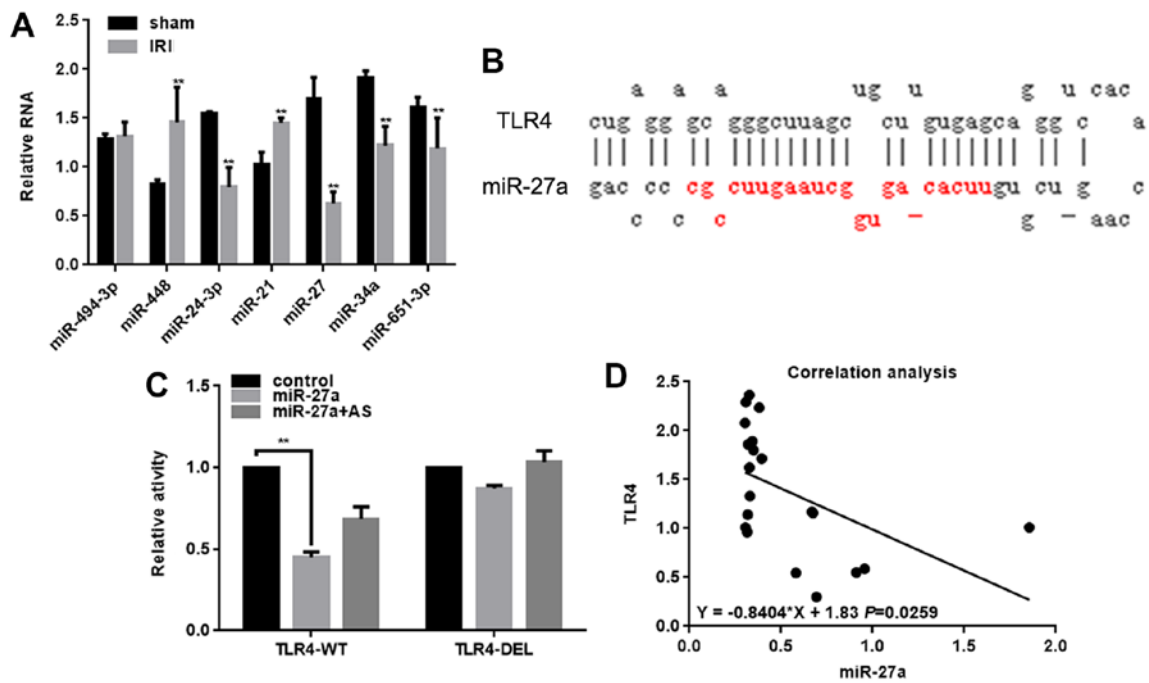 A
sham
IRI
Relative RNA
2.5
2.0
1.5
1.0
0.5
0.0
miR-494-3p
miR-448
miR-24-3p
miR-21
miR-27
miR-34a
miR-651-3p
**
**
**
**
**
**
B
a a a ug u g u cac
TLR4 cug gg gc gggcuuagc cu gugagca gg c a
miR-27a gac cc cg cuugaaucg ga cacuugu cu g c
c c c gu – g – aac
C
control
miR-27a
miR-27a+AS
Relative ativity
1.5
1.0
0.5
0.0
**
TLR4-WT
TLR4-DEL
D
Correlation analysis
TLR4
2.5
2.0
1.5
1.0
0.5
0.0
Y = -0.8404*X + 1.83 P=0.0259
0.0 0.5 1.0 1.5 2.0
miR-27a